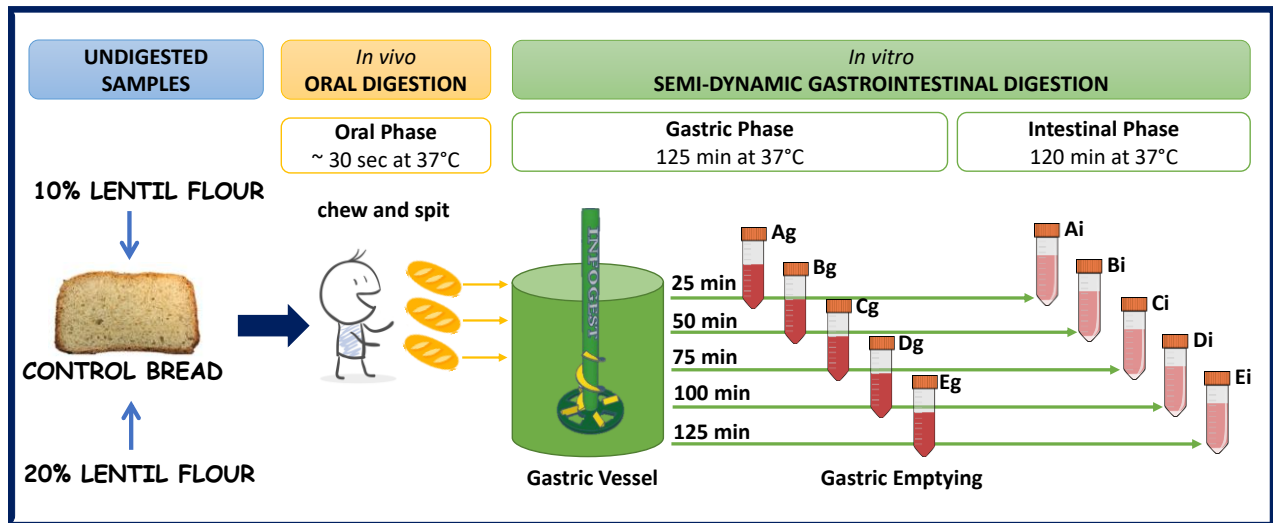 UNDIGESTED
SAMPLES
In vivo
ORAL DIGESTION
In vitro
SEMI-DYNAMIC GASTROINTESTINAL DIGESTION
Oral Phase
~ 30 sec at 37°C
Gastric Phase
125 min at 37°C
Intestinal Phase
120 min at 37°C
10% LENTIL FLOUR
CONTROL BREAD
20% LENTIL FLOUR
chew and spit
INFOGEST
Gastric Vessel
25 min
50 min
75 min
100 min
125 min
Ag
Bg
Cg
Dg
Eg
Gastric Emptying
Ai
Bi
Ci
Di
Ei